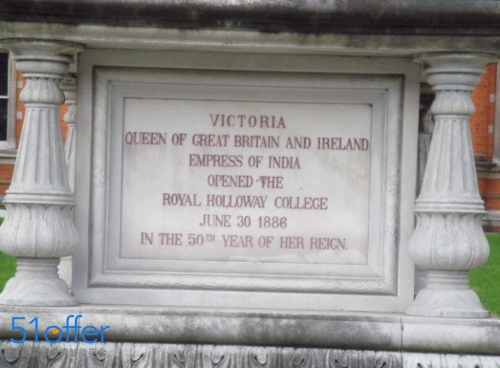 VICTORIA
QUEEN OF GREAT BRITAIN AND IRELAND
EMPRESS OF INDIA
OPENED THE
ROYAL HOLLOWAY COLLEGE
JUNE 30 1886
IN THE 50TH YEAR OF HER REIGN.
51offer